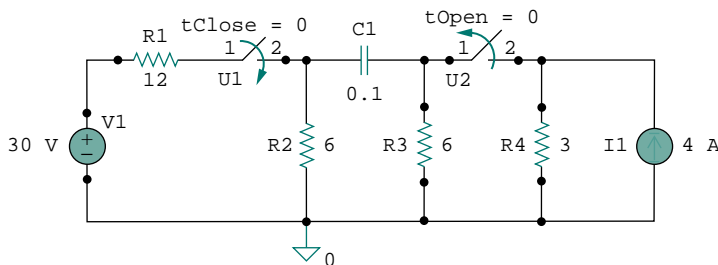 tClose = 0
tOpen = 0
R1
1 2
C1
1 2
12
U1
U2
V1
0.1
30 V
+
−
R2 6
R3 6
R4 3
I1 4 A
0